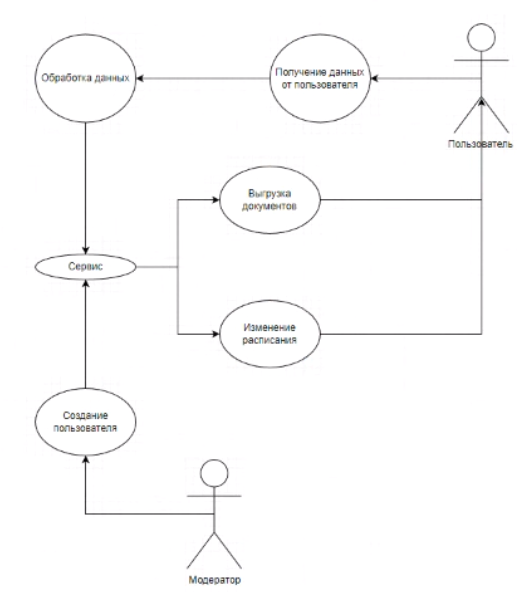 Обработка данных
Получение данных
от пользователя
Пользователь
Выгрузка
документов
Сервис
Изменение
расписания
Создание
пользователя
Модератор